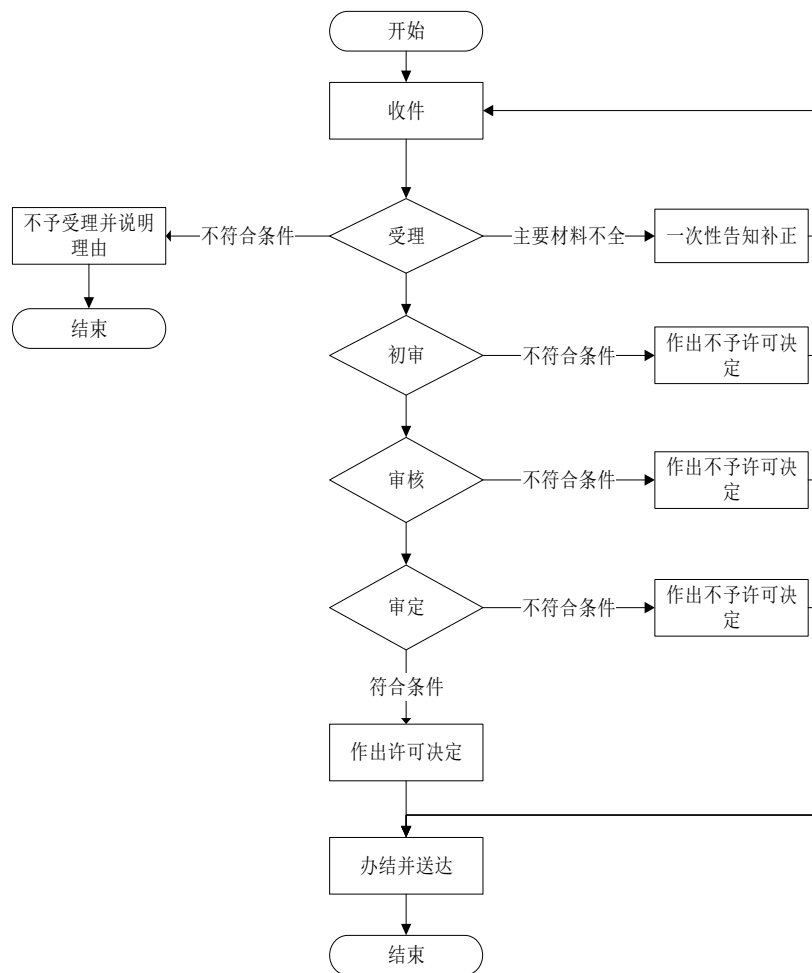 开始
收件
不予受理并说明
理由
不符合条件
受理
主要材料不全
一次性告知补正
结束
初审
不符合条件
作出不予许可决
定
审核
不符合条件
作出不予许可决
定
审定
不符合条件
作出不予许可决
定
符合条件
作出许可决定
办结并送达
结束